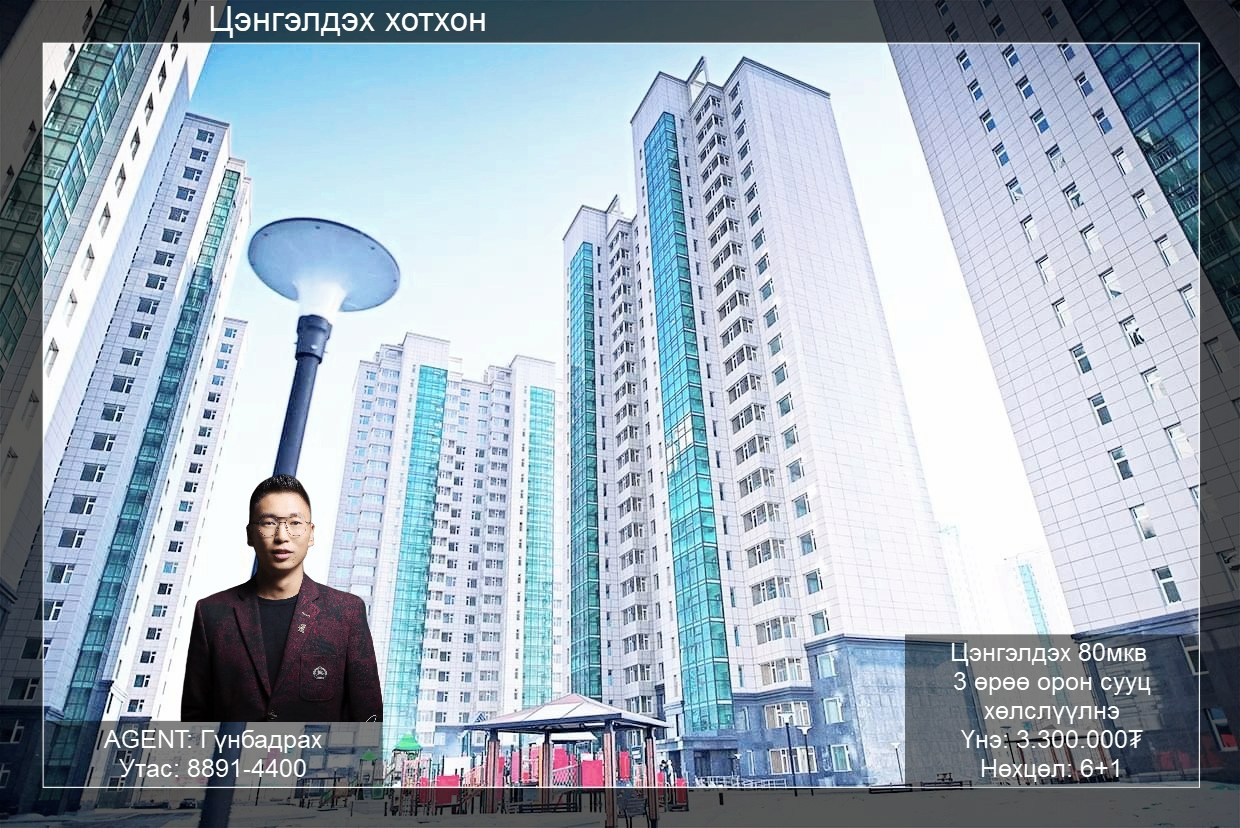 Цэнгэлдэх хотхон
AGENT: Гүнбадрах
Утас: 8891-4400
Цэнгэлдэх 80мкв
3 өрөө орон сууц
хөлслүүлнэ
Үнэ: 3.300.000₮
Нөхцөл: 6+1